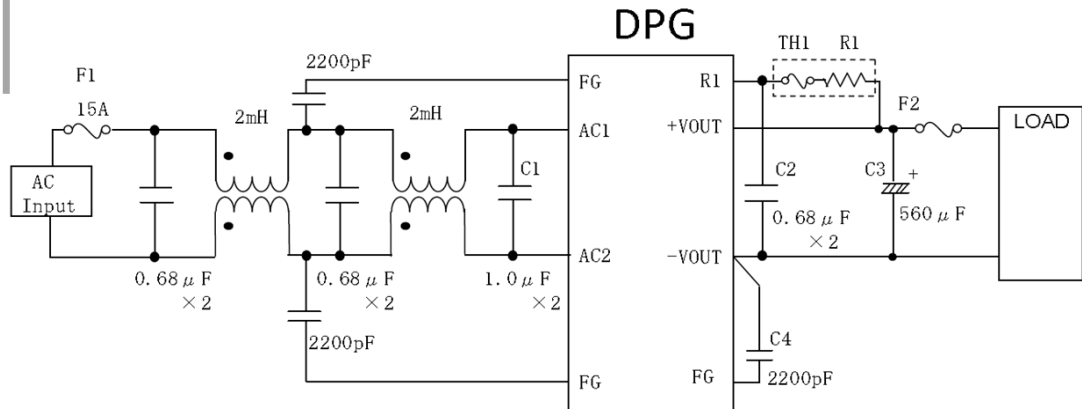 DPG
F1
15A
AC
Input
0.68μF
×2
2mH
2200pF
2200pF
0.68μF
×2
2mH
C1
1.0μF
×2
FG
AC1
AC2
FG
R1
+VOUT
-VOUT
FG
TH1 R1
C2
0.68μF
×2
F2
C3
+
560μF
C4
2200pF
LOAD